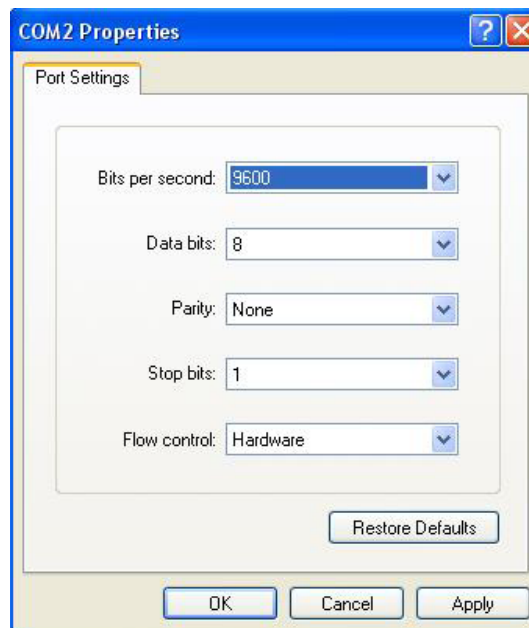 COM2 Properties
Port Settings
Bits per second: 9600
Data bits: 8
Parity: None
Stop bits: 1
Flow control: Hardware
Restore Defaults
OK Cancel Apply